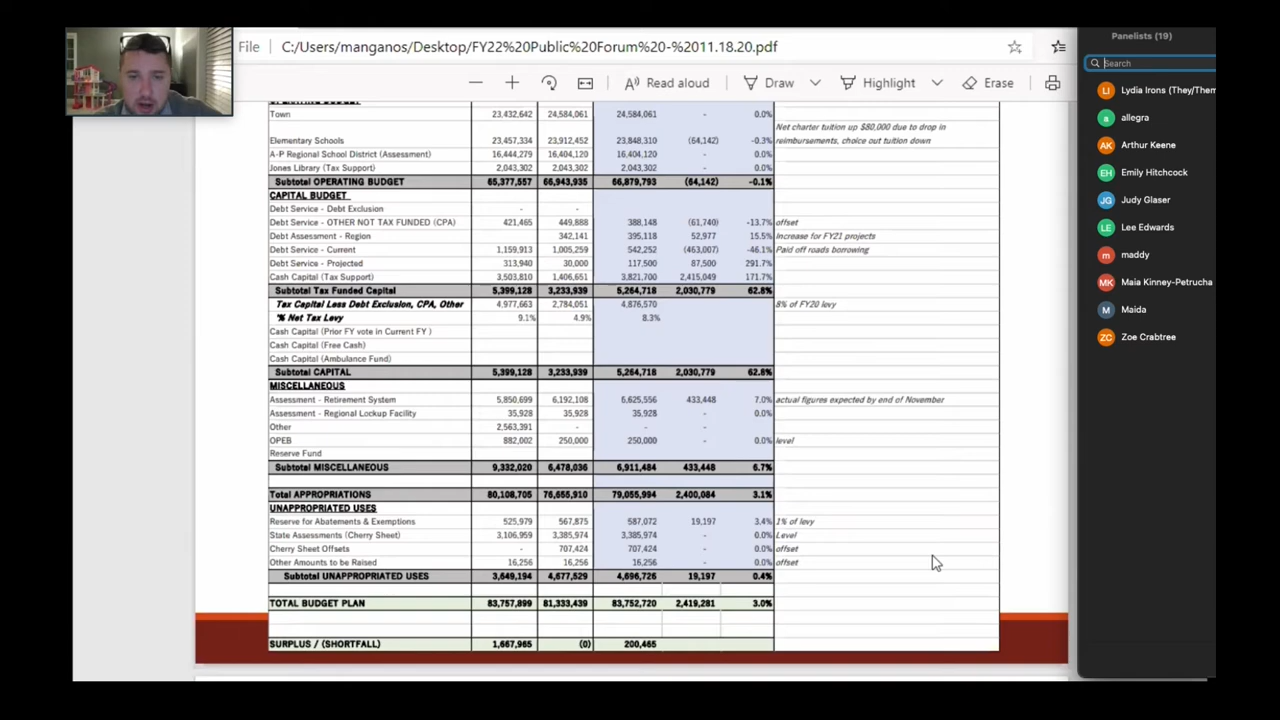 File C:/Users/manganos/Desktop/FY22%20Public%20Forum%20-%2011.18.20.pdf
Panelists (19)
Read aloud Draw Highlight Erase
Search
OPERATING BUDGET
Town 23,432,642 24,584,061 24,584,061 - 0.0%
Net charter tuition up $80,000 due to drop in
Elementary Schools 23,457,334 23,912,452 23,848,310 (64,142) -0.3% reimbursements, choice out tuition down
A-P Regional School District (Assessment) 16,444,279 16,404,120 16,404,120 - 0.0%
Jones Library (Tax Support) 2,043,302 2,043,302 2,043,302 - 0.0%
Subtotal OPERATING BUDGET 65,377,557 66,943,935 66,879,793 (64,142) -0.1%
CAPITAL BUDGET
Debt Service - Debt Exclusion - -
Debt Service - OTHER NOT TAX FUNDED (CPA) 421,465 449,888 388,148 (61,740) -13.7% offset
Debt Assessment - Region 342,141 395,118 52,977 15.5% Increase for FY21 projects
Debt Service - Current 1,159,913 1,005,259 542,252 (463,007) -46.1% Paid off roads borrowing
Debt Service - Projected 313,940 30,000 117,500 87,500 291.7%
Cash Capital (Tax Support) 3,503,810 1,406,651 3,821,700 2,415,049 171.7%
Subtotal Tax Funded Capital 5,399,128 3,233,939 5,264,718 2,030,779 62.8%
Tax Capital Less Debt Exclusion, CPA, Other 4,977,663 2,784,051 4,876,570 8% of FY20 levy
% Net Tax Levy 9.1% 4.9% 8.3%
Cash Capital (Prior FY vote in Current FY )
Cash Capital (Free Cash)
Cash Capital (Ambulance Fund)
Subtotal CAPITAL 5,399,128 3,233,939 5,264,718 2,030,779 62.8%
MISCELLANEOUS
Assessment - Retirement System 5,850,699 6,192,108 6,625,556 433,448 7.0% actual figures expected by end of November
Assessment - Regional Lockup Facility 35,928 35,928 35,928 - 0.0%
Other 2,563,391 - - -
OPEB 882,002 250,000 250,000 - 0.0% level
Reserve Fund
Subtotal MISCELLANEOUS 9,332,020 6,478,036 6,911,484 433,448 6.7%
Total APPROPRIATIONS 80,108,705 76,655,910 79,055,994 2,400,084 3.1%
UNAPPROPRIATED USES
Reserve for Abatements & Exemptions 525,979 567,875 587,072 19,197 3.4% 1% of levy
State Assessments (Cherry Sheet) 3,106,959 3,385,974 3,385,974 - 0.0% Level
Cherry Sheet Offsets - 707,424 707,424 - 0.0% offset
Other Amounts to be Raised 16,256 16,256 16,256 - 0.0% offset
Subtotal UNAPPROPRIATED USES 3,649,194 4,677,529 4,696,726 19,197 0.4%
TOTAL BUDGET PLAN 83,757,899 81,333,439 83,752,720 2,419,281 3.0%
SURPLUS / (SHORTFALL) 1,667,965 (0) 200,465
LI Lydia Irons (They/Them
a allegra
AK Arthur Keene
EH Emily Hitchcock
JG Judy Glaser
LE Lee Edwards
m maddy
MK Maia Kinney-Petrucha
M Maida
ZC Zoe Crabtree